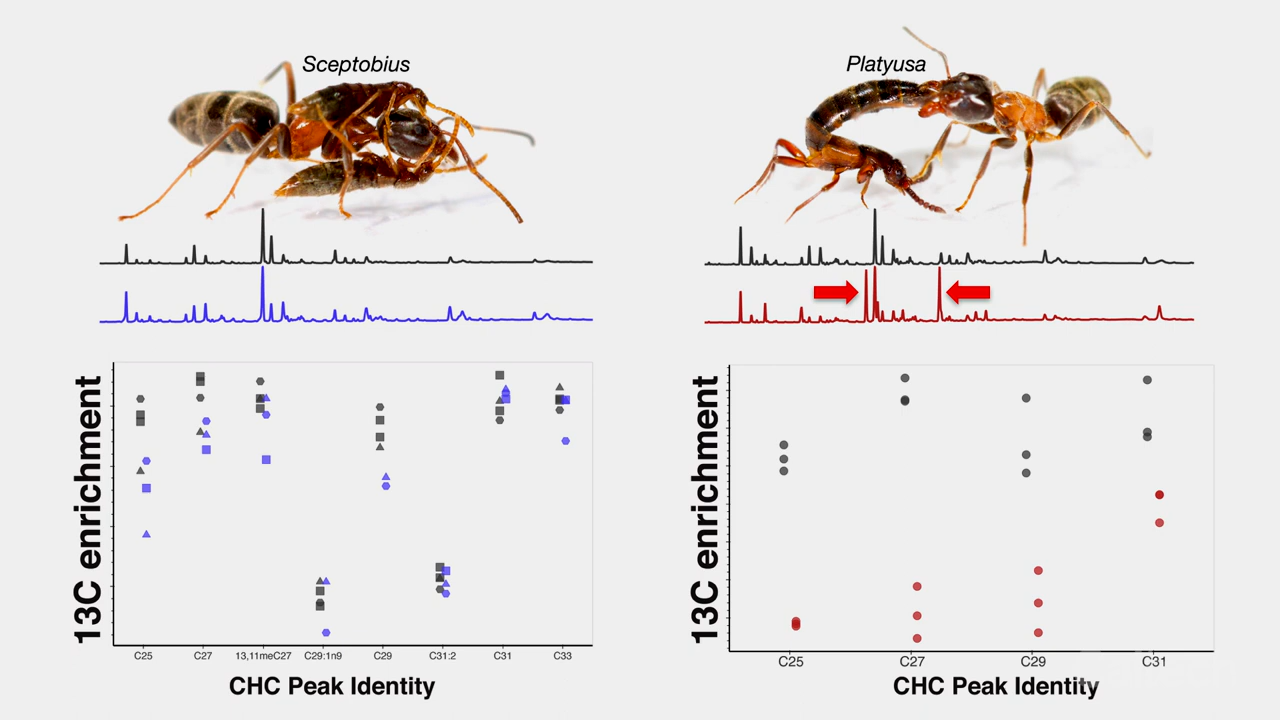 Sceptobius
Platyusa
13C enrichment
C25 C27 13,11meC27 C29:1n9 C29 C31:2 C31 C33
CHC Peak Identity
13C enrichment
C25 C27 C29 C31
CHC Peak Identity